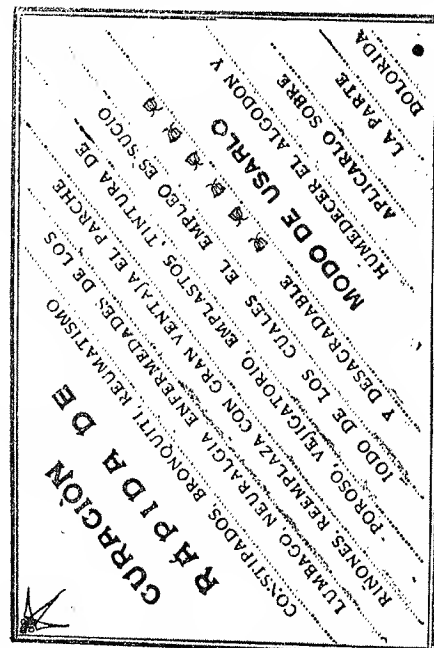 CURACIÓN
RÁPIDA DE
CONSTIPADOS, BRONQUITI, REUMATISMO
LUMBAGO, NEURALGIA ENFERMEDADES DE LOS
RIÑONES REEMPLAZA CON GRAN VENTAJA EL PARCHE
POROSO, VEJIGATORIO, EMPLASTOS, TINTURA DE
IODO DE LOS CUALES EL EMPLEO ES SUCIO
Y DESAGRADABLE
MODO DE USARLO
HUMEDECER EL ALGODON Y
APLICARLO SOBRE
LA PARTE
DOLORIDA